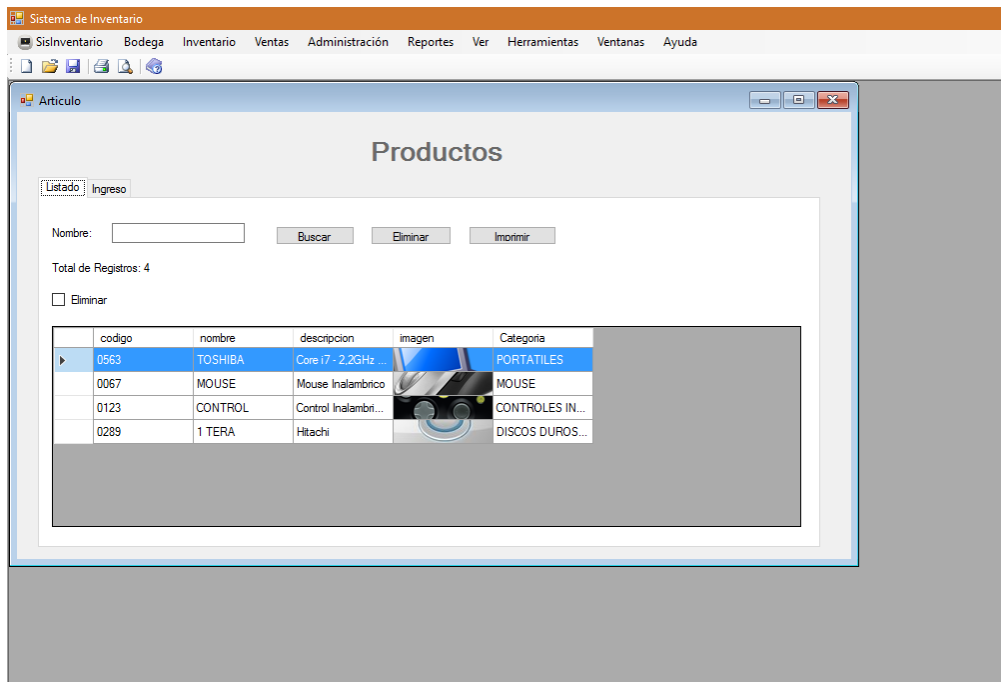 Sistema de Inventario
SisInventario Bodega Inventario Ventas Administración Reportes Ver Herramientas Ventanas Ayuda
Articulo
Productos
Listado Ingreso
Nombre: Buscar Eliminar Imprimir
Total de Registros: 4
Eliminar
codigo nombre descripcion imagen Categoria
0563 TOSHIBA Core i7 - 2,2GHz ... PORTATILES
0067 MOUSE Mouse Inalambrico MOUSE
0123 CONTROL Control Inalambri... CONTROLES IN...
0289 1 TERA Hitachi DISCOS DUROS...